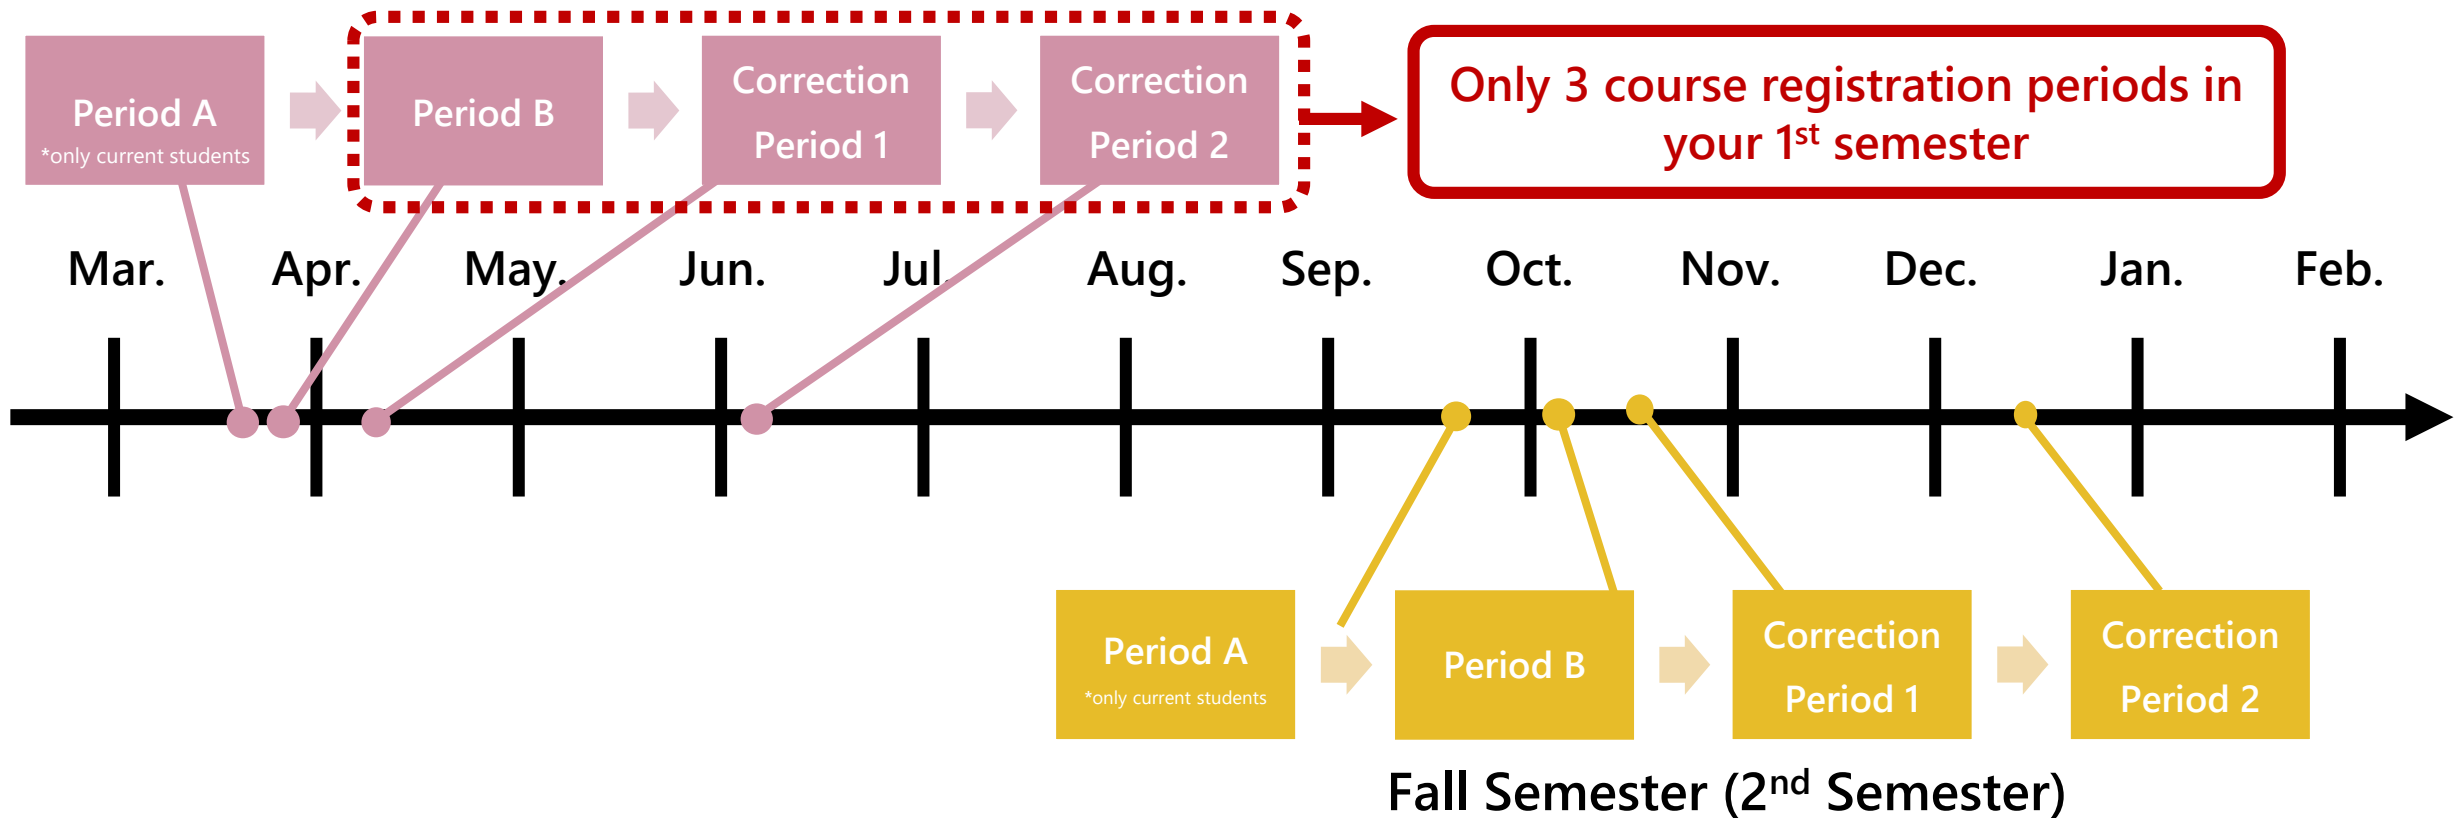 Period A
*only current students
Period B
Correction
Period 1
Correction
Period 2
Only 3 course registration periods in
your 1st semester
Mar. Apr. May. Jun. Jul. Aug. Sep. Oct. Nov. Dec. Jan. Feb.
Period A
*only current students
Period B
Correction
Period 1
Correction
Period 2
Fall Semester (2nd Semester)